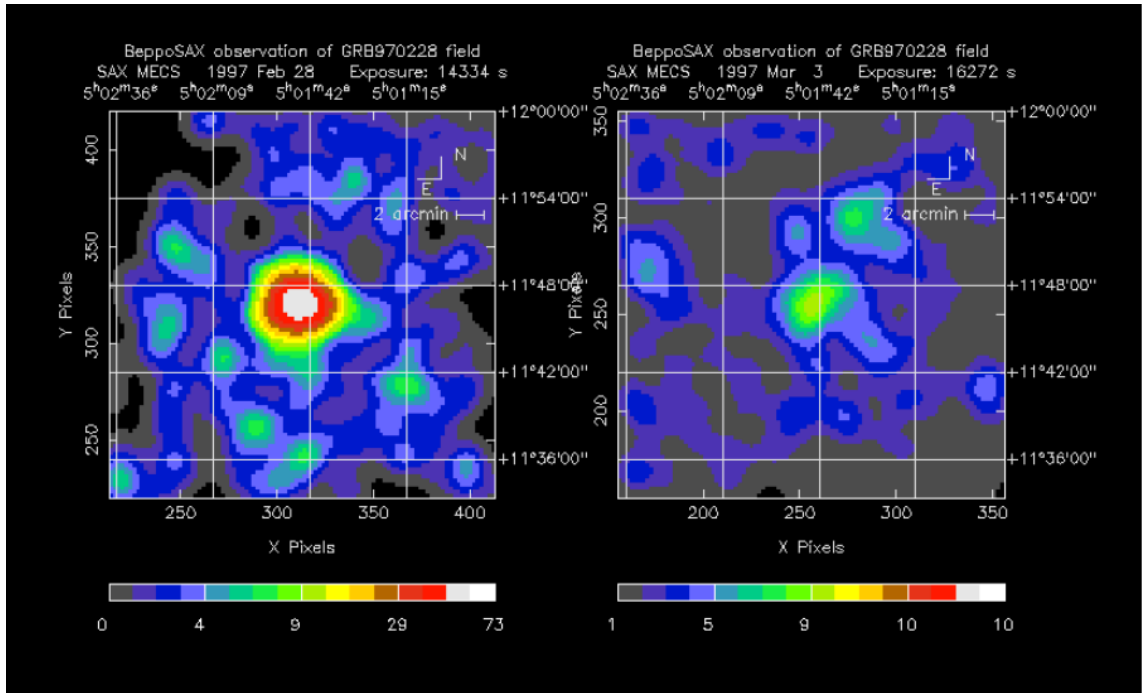 BeppoSAX observation of GRB970228 field
SAX MECS 1997 Feb 28 Exposure: 14334 s
5h02m36s 5h02m09s 5h01m42s 5h01m15s
+12°00'00"
N
E
+11°54'00"
2 arcmin
+11°48'00"
+11°42'00"
+11°36'00"
400
350
300
250
Y Pixels
250 300 350 400
X Pixels
0 4 9 29 73
BeppoSAX observation of GRB970228 field
SAX MECS 1997 Mar 3 Exposure: 16272 s
5h02m36s 5h02m09s 5h01m42s 5h01m15s
+12°00'00"
N
E
+11°54'00"
2 arcmin
+11°48'00"
+11°42'00"
+11°36'00"
350
300
250
200
Y Pixels
200 250 300 350
X Pixels
1 5 9 10 10